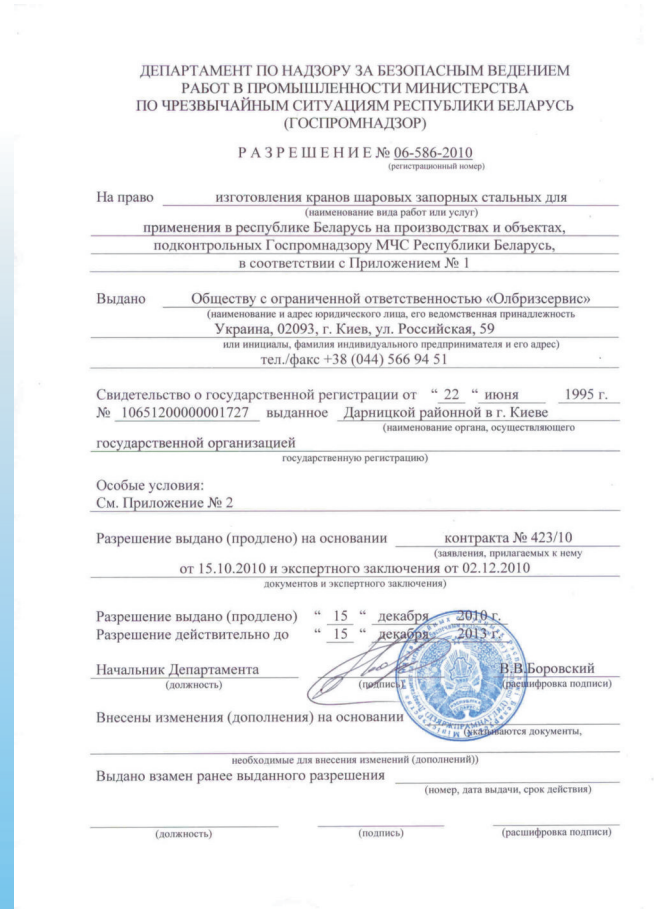 ДЕПАРТАМЕНТ ПО НАДЗОРУ ЗА БЕЗОПАСНЫМ ВЕДЕНИЕМ
РАБОТ В ПРОМЫШЛЕННОСТИ МИНИСТЕРСТВА
ПО ЧРЕЗВЫЧАЙНЫМ СИТУАЦИЯМ РЕСПУБЛИКИ БЕЛАРУСЬ
(ГОСПРОМНАДЗОР)
Р А З Р Е Ш Е Н И Е № 06-586-2010
(регистрационный номер)
На право изготовления кранов шаровых запорных стальных для
(наименование вида работ или услуг)
применения в республике Беларусь на производствах и объектах,
подконтрольных Госпромнадзору МЧС Республики Беларусь,
в соответствии с Приложением № 1
Выдано Обществу с ограниченной ответственностью «Олбризсервис»
(наименование и адрес юридического лица, его ведомственная принадлежность
Украина, 02093, г. Киев, ул. Российская, 59
или инициалы, фамилия индивидуального предпринимателя и его адрес)
тел./факс +38 (044) 566 94 51
Свидетельство о государственной регистрации от “ 22 “ июня 1995 г.
№ 10651200000001727 выданное Дарницкой районной в г. Киеве
(наименование органа, осуществляющего
государственной организацией
государственную регистрацию)
Особые условия:
См. Приложение № 2
Разрешение выдано (продлено) на основании контракта № 423/10
(заявления, прилагаемых к нему
от 15.10.2010 и экспертного заключения от 02.12.2010
документов и экспертного заключения)
Разрешение выдано (продлено) “ 15 “ декабря 2010 г.
Разрешение действительно до “ 15 “ декабря 2013 г.
Начальник Департамента В.В.Боровский
(должность) (подпись) (расшифровка подписи)
Внесены изменения (дополнения) на основании
(указываются документы,
необходимые для внесения изменений (дополнений))
Выдано взамен ранее выданного разрешения
(номер, дата выдачи, срок действия)
(должность) (подпись) (расшифровка подписи)